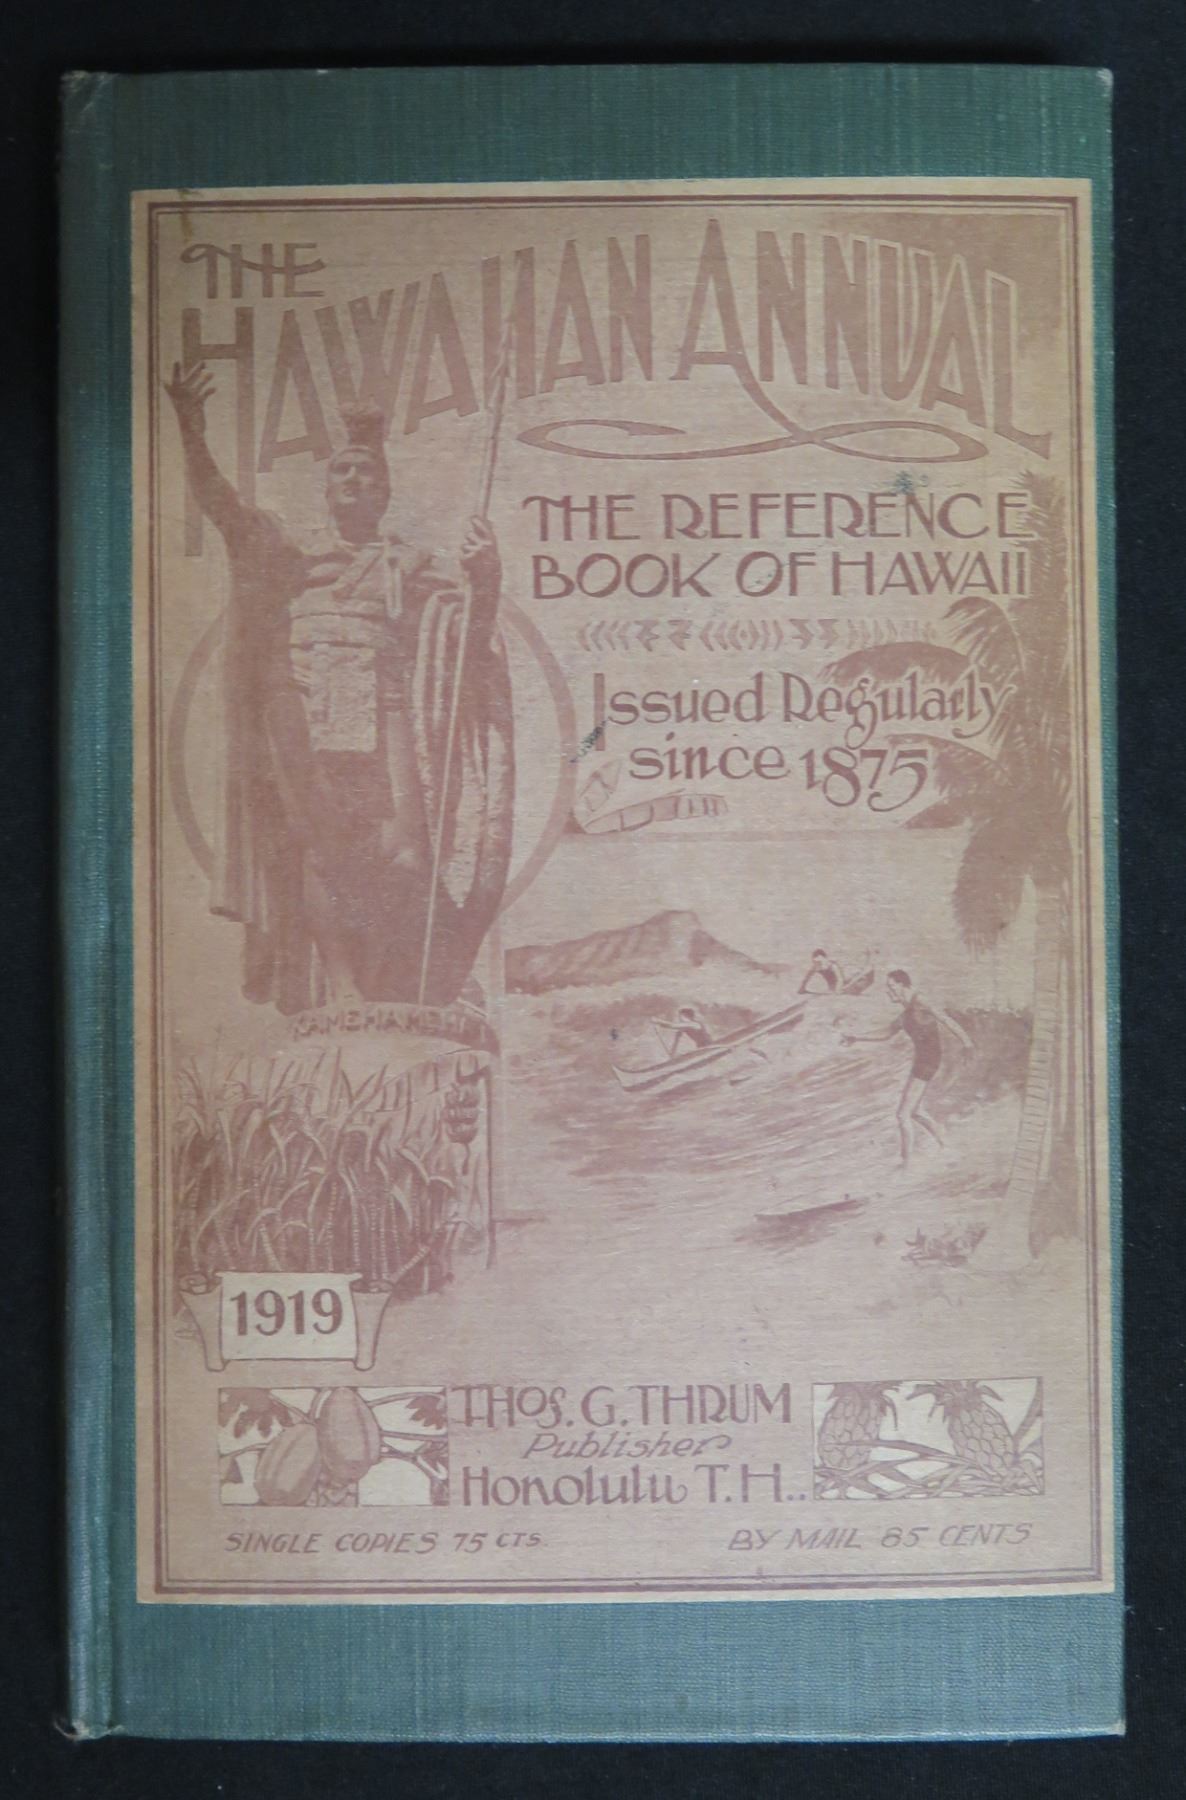 THE
HAWAIIAN ANNUAL
THE REFERENCE
BOOK OF HAWAII
Issued Regularly
since 1875
KAMEHAMEHA
1919
THOS. G. THRUM
Publisher
Honolulu T.H..
SINGLE COPIES 75 CTS.
BY MAIL 85 CENTS